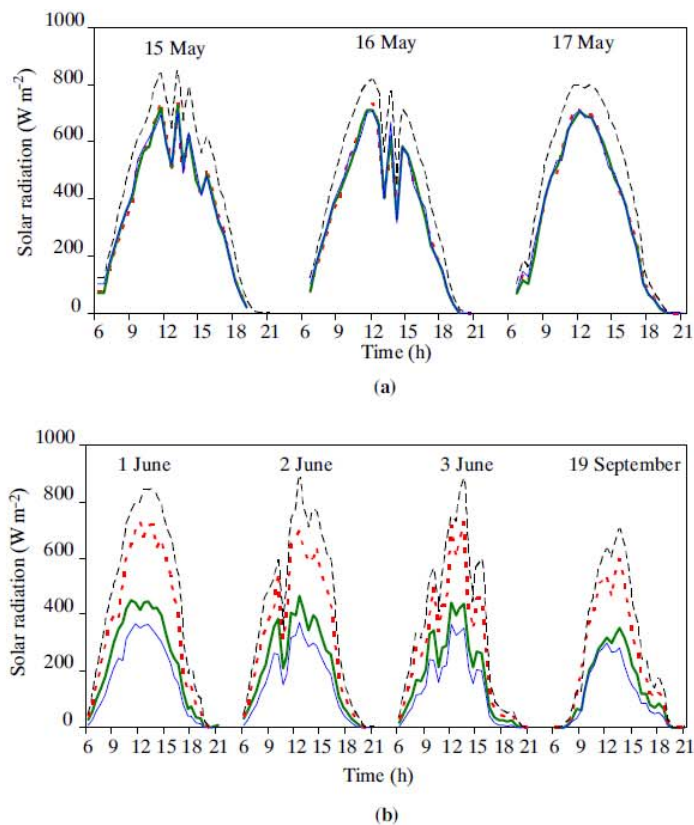 1000
15 May 16 May 17 May
800
600
400
200
0
Solar radiation (W m-2)
6 9 12 15 18 21 6 9 12 15 18 21 6 9 12 15 18 21
Time (h)
(a)
1000
1 June 2 June 3 June 19 September
800
600
400
200
0
Solar radiation (W m-2)
6 9 12 15 18 21 6 9 12 15 18 21 6 9 12 15 18 21 6 9 12 15 18 21
Time (h)
(b)